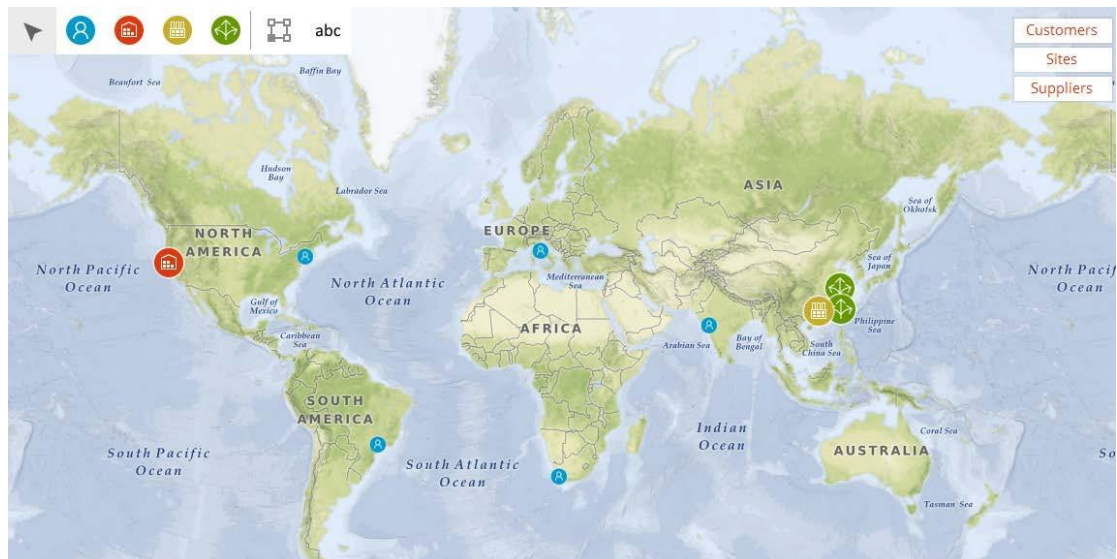 abc
Customers
Sites
Suppliers
Beaufort Sea
Baffin Bay
Hudson
Bay
Labrador Sea
ASIA
Sea of
Okhotsk
NORTH
AMERICA
EUROPE
North Pacific
Ocean
North Atlantic
Ocean
Mediterranean
Sea
Sea of
Japan
North Pacif
Ocean
Gulf of
Mexico
Caribbean
Sea
AFRICA
Arabian Sea
Bay of
Bengal
South
China Sea
Philippine
Sea
SOUTH
AMERICA
South Pacific
Ocean
South Atlantic
Ocean
Indian
Ocean
Coral Sea
AUSTRALIA
So
Tasman Sea